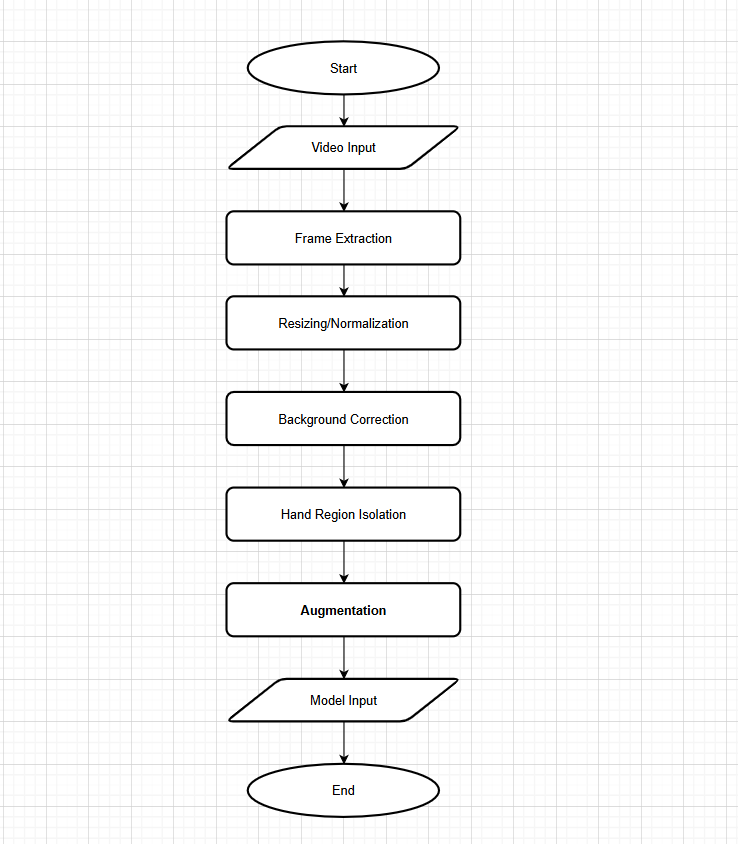 Start
Video Input
Frame Extraction
Resizing/Normalization
Background Correction
Hand Region Isolation
Augmentation
Model Input
End